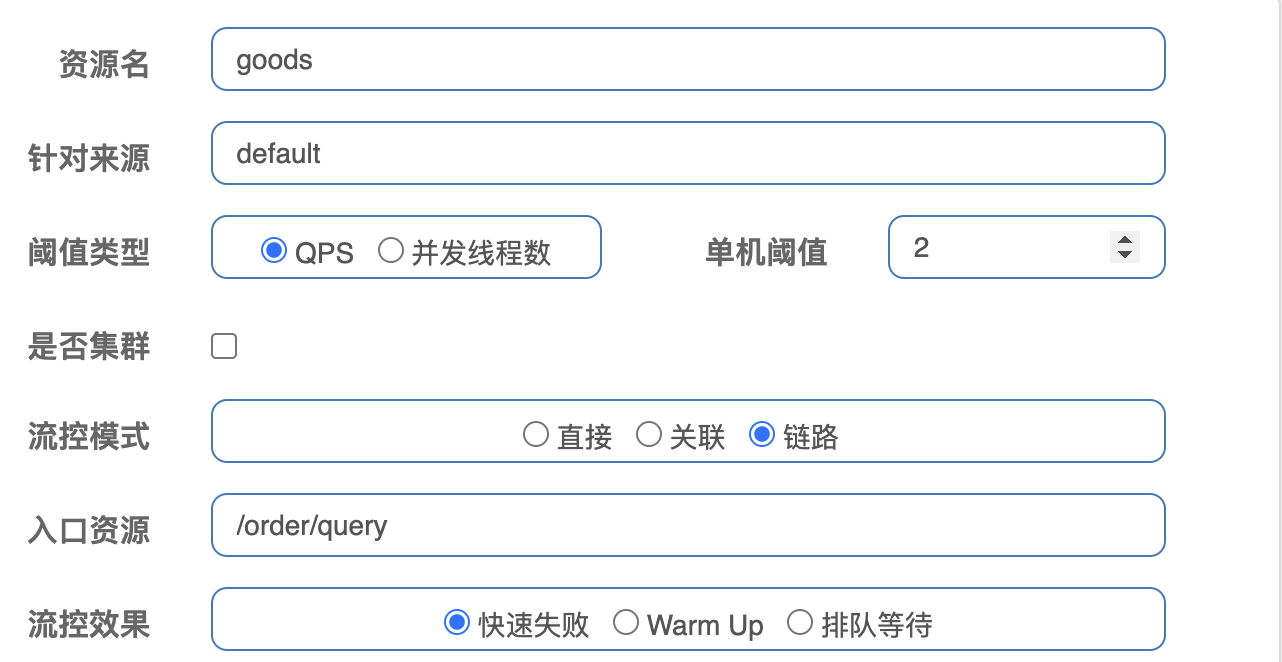 资源名 goods
针对来源 default
阈值类型 QPS 并发线程数 单机阈值 2
是否集群
流控模式 直接 关联 链路
入口资源 /order/query
流控效果 快速失败 Warm Up 排队等待